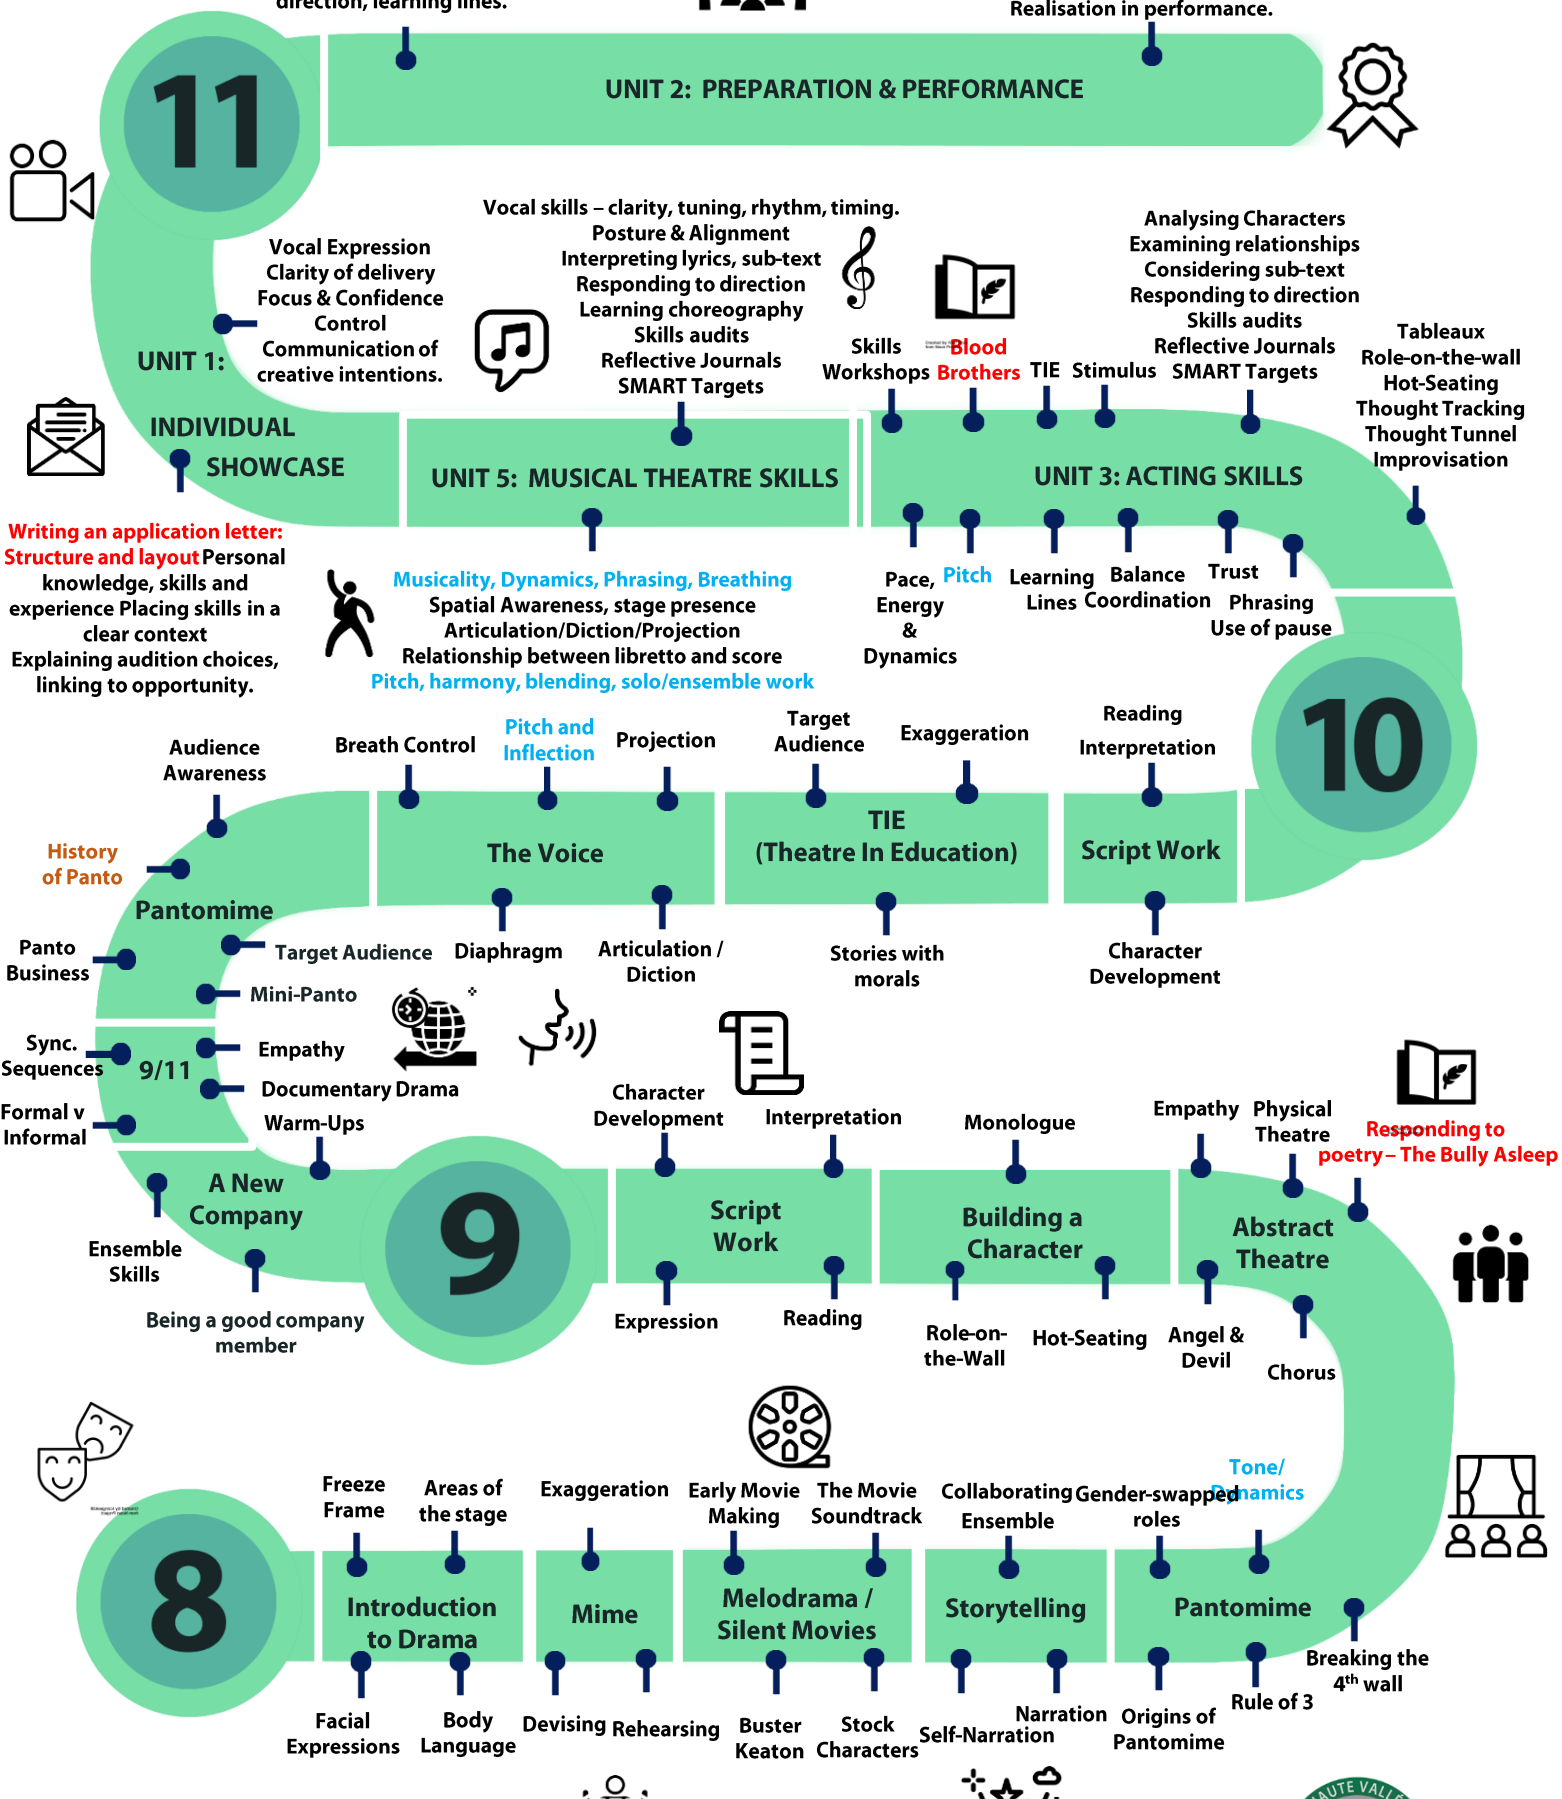 direction, learning lines.
Realisation in performance.
11
UNIT 2: PREPARATION & PERFORMANCE
Vocal Expression
Clarity of delivery
Focus & Confidence
Control
Communication of
creative intentions.
UNIT 1:
INDIVIDUAL
SHOWCASE
Vocal skills – clarity, tuning, rhythm, timing.
Posture & Alignment
Interpreting lyrics, sub-text
Responding to direction
Learning choreography
Skills audits
Reflective Journals
SMART Targets
Skills
Workshops
Blood
Brothers
TIE
Stimulus
Analysing Characters
Examining relationships
Considering sub-text
Responding to direction
Skills audits
Reflective Journals
SMART Targets
Tableaux
Role-on-the-wall
Hot-Seating
Thought Tracking
Thought Tunnel
Improvisation
UNIT 5: MUSICAL THEATRE SKILLS
UNIT 3: ACTING SKILLS
Writing an application letter:
Structure and layout Personal
knowledge, skills and
experience Placing skills in a
clear context
Explaining audition choices,
linking to opportunity.
Musicality, Dynamics, Phrasing, Breathing
Spatial Awareness, stage presence
Articulation/Diction/Projection
Relationship between libretto and score
Pitch, harmony, blending, solo/ensemble work
Pace,
Energy
&
Dynamics
Pitch
Learning
Lines
Balance
Coordination
Trust
Phrasing
Use of pause
10
Audience
Awareness
Breath Control
Pitch and
Inflection
Projection
Target
Audience
Exaggeration
Reading
Interpretation
History
of Panto
Pantomime
The Voice
TIE
(Theatre In Education)
Script Work
Panto
Business
Target Audience
Mini-Panto
Diaphragm
Articulation /
Diction
Stories with
morals
Character
Development
Sync.
Sequences
9/11
Empathy
Documentary Drama
Formal v
Informal
Warm-Ups
A New
Company
Ensemble
Skills
Being a good company
member
9
Character
Development
Interpretation
Monologue
Empathy
Physical
Theatre
Responding to
poetry – The Bully Asleep
Script
Work
Building a
Character
Abstract
Theatre
Expression
Reading
Role-on-
the-Wall
Hot-Seating
Angel &
Devil
Chorus
8
Freeze
Frame
Areas of
the stage
Exaggeration
Early Movie
Making
The Movie
Soundtrack
Collaborating
Ensemble
Gender-swapped
roles
Tone/
Dynamics
Introduction
to Drama
Mime
Melodrama /
Silent Movies
Storytelling
Pantomime
Facial
Expressions
Body
Language
Devising
Rehearsing
Buster
Keaton
Stock
Characters
Self-Narration
Narration
Origins of
Pantomime
Rule of 3
Breaking the
4th wall